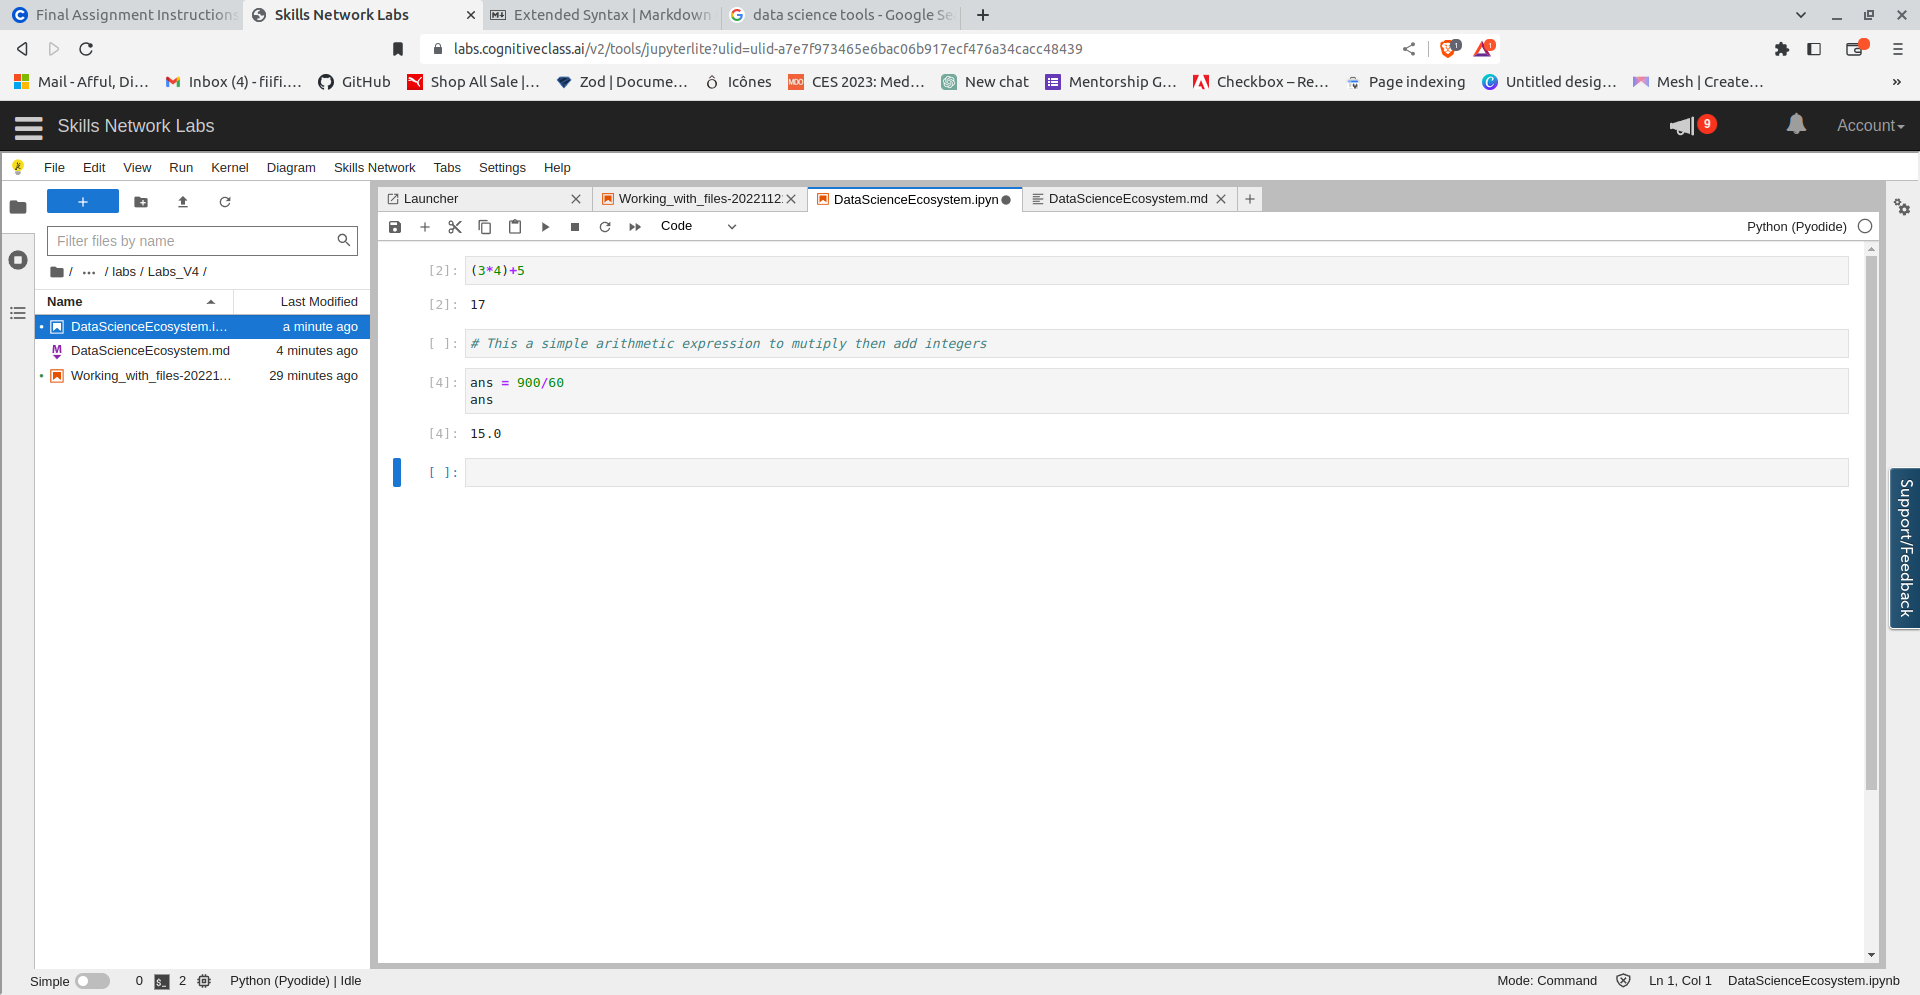 Final Assignment Instructions
Skills Network Labs
Extended Syntax | Markdown
data science tools - Google Se
labs.cognitiveclass.ai/v2/tools/jupyterlite?ulid=ulid-a7e7f973465e6bac06b917ecf476a34cacc48439
1
1
Mail - Afful, Di...
Inbox (4) - fiifi....
GitHub
Shop All Sale |...
Zod | Docume...
Icônes
CES 2023: Med...
New chat
Mentorship G...
Checkbox – Re...
Page indexing
Untitled desig...
Mesh | Create...
»
Skills Network Labs
9
Account
File Edit View Run Kernel Diagram Skills Network Tabs Settings Help
Launcher
Working_with_files-2022112
DataScienceEcosystem.ipyn
DataScienceEcosystem.md
Code
Python (Pyodide)
Filter files by name
/ ... / labs / Labs_V4 /
Name Last Modified
DataScienceEcosystem.i... a minute ago
DataScienceEcosystem.md 4 minutes ago
Working_with_files-20221... 29 minutes ago
[2]: (3*4)+5
[2]: 17
[ ]: # This a simple arithmetic expression to mutiply then add integers
[4]: ans = 900/60
ans
[4]: 15.0
[ ]:
Support/Feedback
Simple 0 $_ 2 Python (Pyodide) | Idle
Mode: Command Ln 1, Col 1 DataScienceEcosystem.ipynb